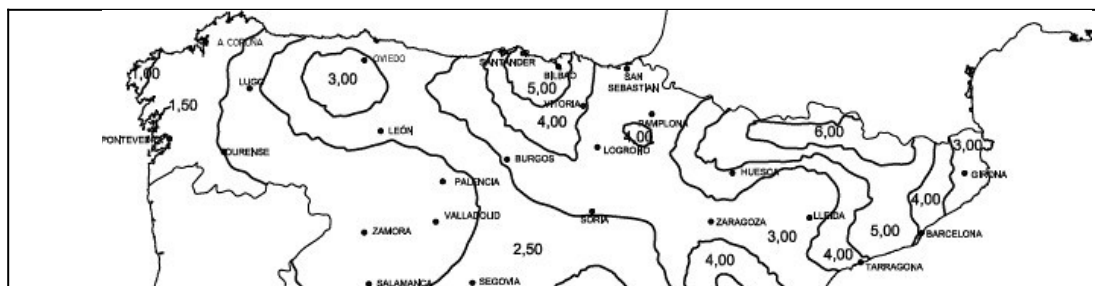 A CORUÑA
OVIEDO
SANTANDER
BILBAO
SAN
SEBASTIAN
1,00
LUGO
3,00
5,00
1,50
VITORIA
4,00
PAMPLONA
6,00
PONTEVEDRA
LEÓN
4,00
3,00
OURENSE
LOGROÑO
BURGOS
HUESCA
GIRONA
PALENCIA
4,00
SORIA
LLEIDA
VALLADOLID
ZARAGOZA
ZAMORA
3,00
5,00
BARCELONA
2,50
4,00
4,00
TARRAGONA
SALAMANCA
SEGOVIA